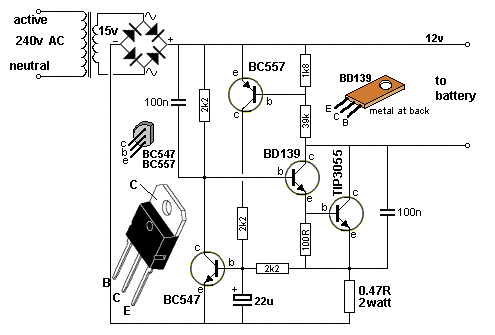 active
240v AC
neutral
15v
-
+
12v
e
BC557
b
c
1k8
BD139
E
C
B
metal at back
to
battery
100n
2k2
39k
c
b
e
BC547
BC557
BD139
c
b
e
TIP3055
c
b
e
100n
C
B
C
E
2k2
100R
c
b
e
BC547
2k2
+
22u
0.47R
2watt